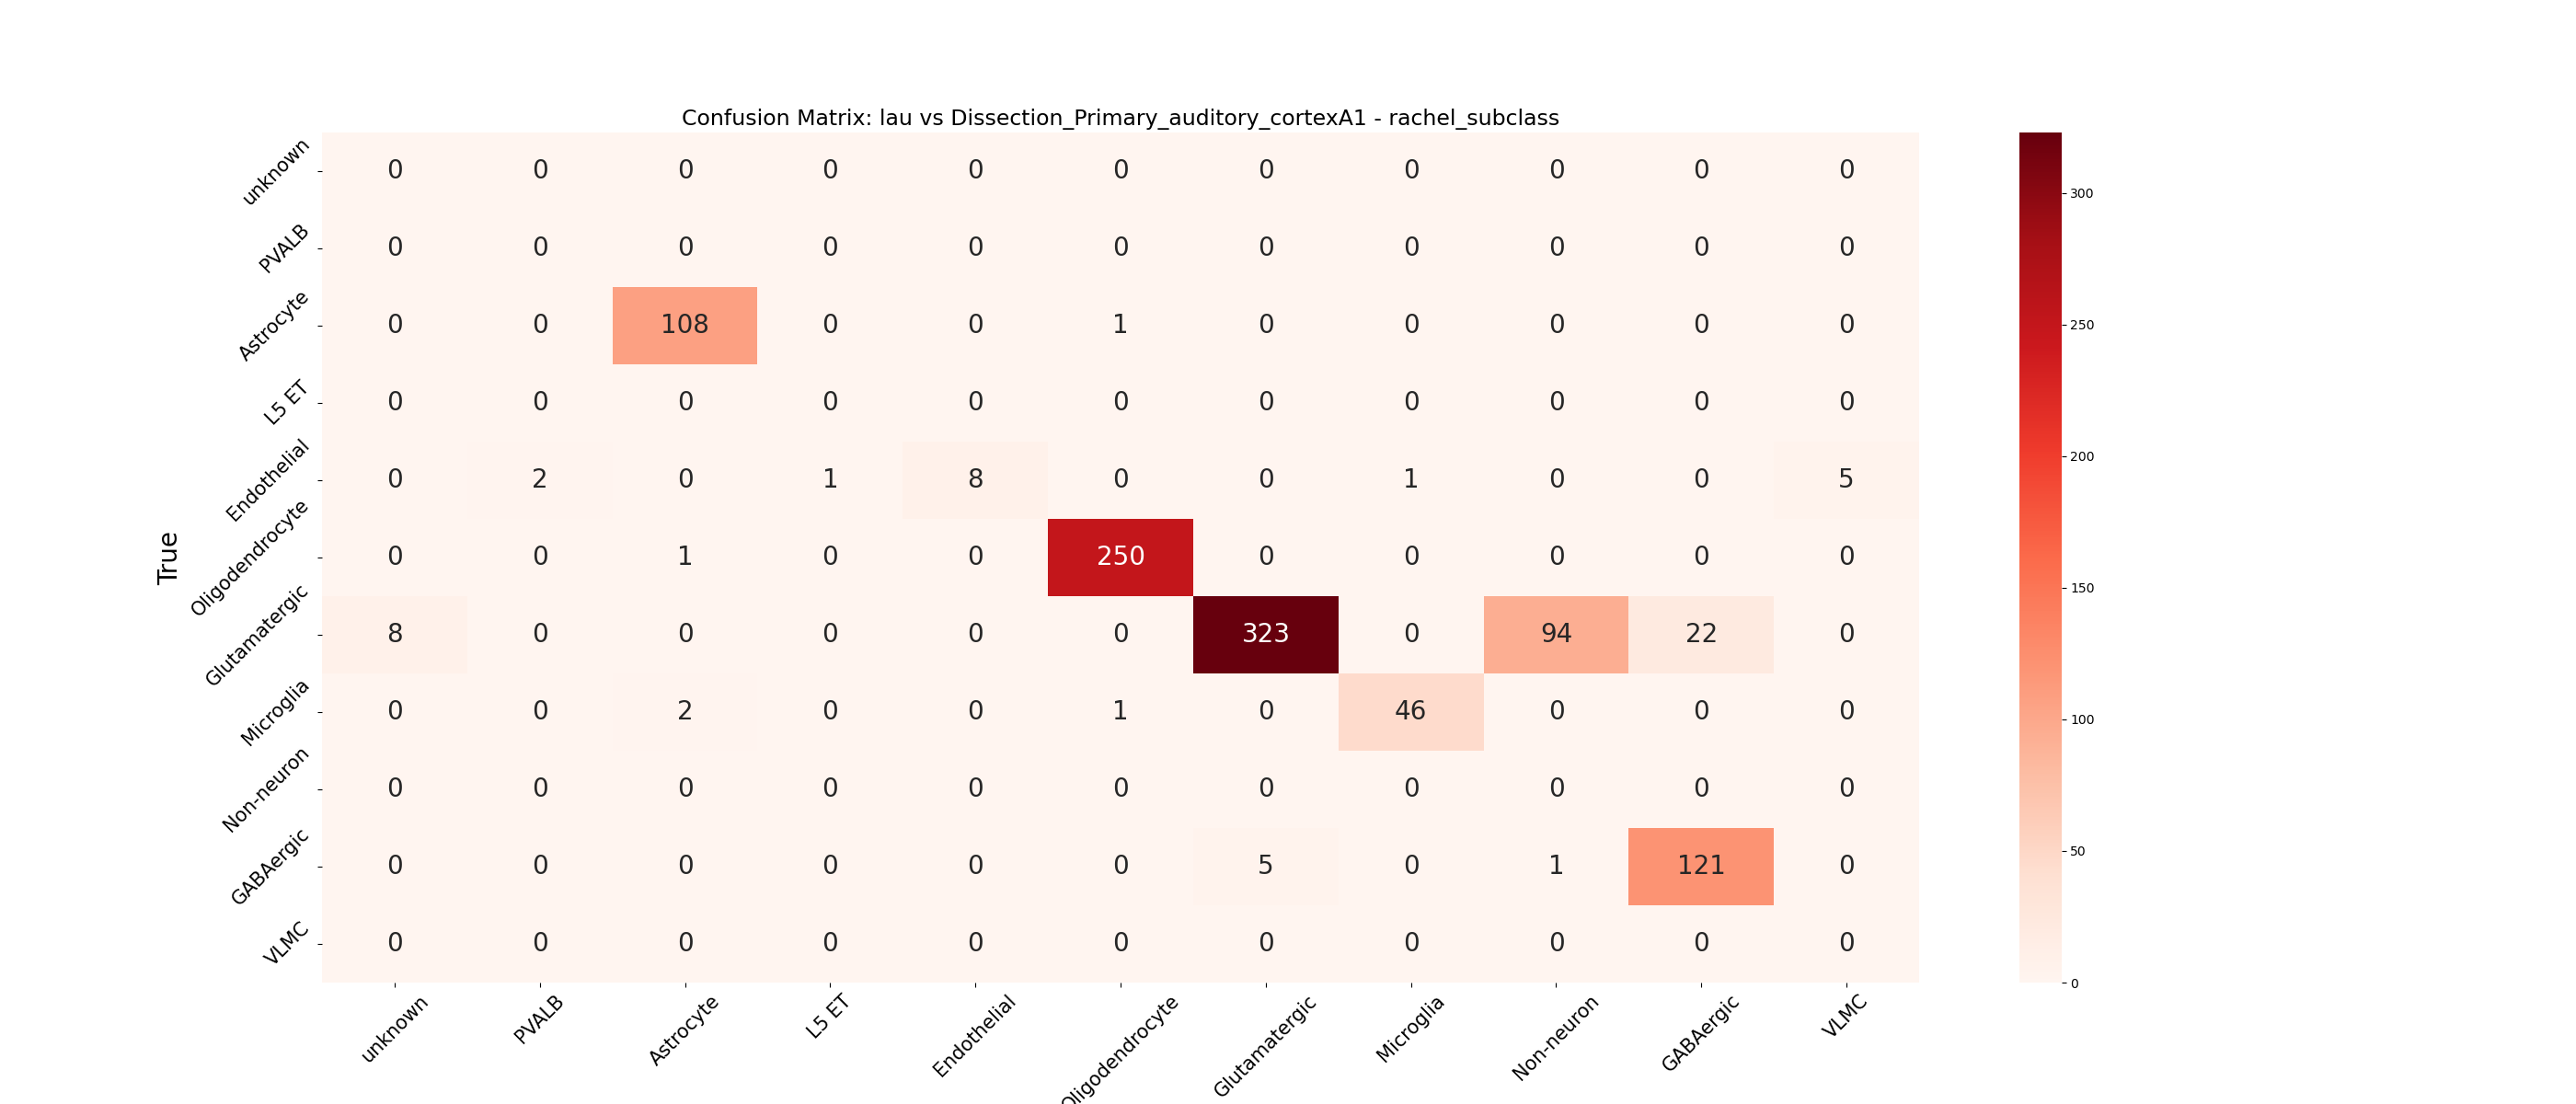 Confusion Matrix: lau vs Dissection_Primary_auditory_cortexA1 - rachel_subclass
True
unknown 0 0 0 0 0 0 0 0 0 0 0
PVALB 0 0 0 0 0 0 0 0 0 0 0
Astrocyte 0 0 108 0 0 1 0 0 0 0 0
L5 ET 0 0 0 0 0 0 0 0 0 0 0
Endothelial 0 2 0 1 8 0 0 1 0 0 5
Oligodendrocyte 0 0 1 0 0 250 0 0 0 0 0
Glutamatergic 8 0 0 0 0 0 323 0 94 22 0
Microglia 0 0 2 0 0 1 0 46 0 0 0
Non-neuron 0 0 0 0 0 0 0 0 0 0 0
GABAergic 0 0 0 0 0 0 5 0 1 121 0
VLMC 0 0 0 0 0 0 0 0 0 0 0
unknown PVALB Astrocyte L5 ET Endothelial Oligodendrocyte Glutamatergic Microglia Non-neuron GABAergic VLMC
300
250
200
150
100
50
0